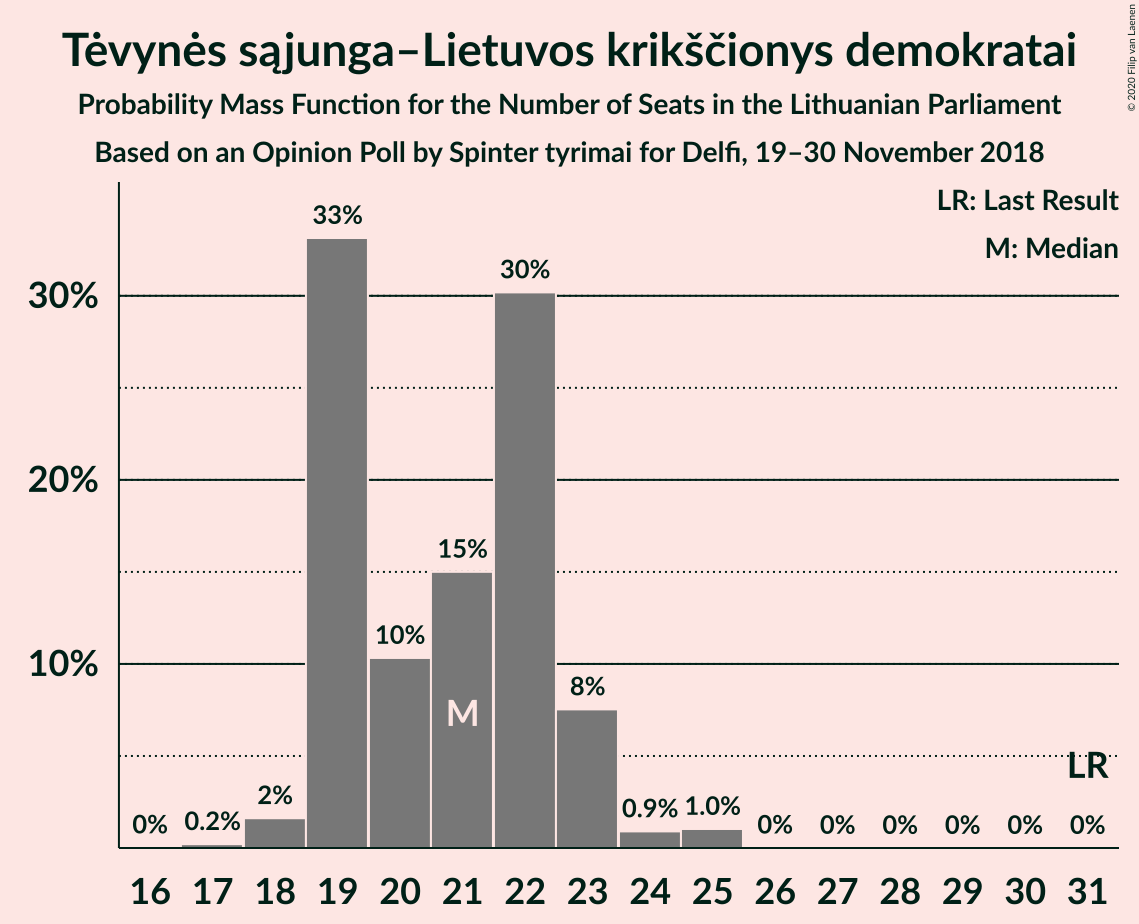 Tėvynės sąjunga–Lietuvos krikščionys demokratai
Probability Mass Function for the Number of Seats in the Lithuanian Parliament
Based on an Opinion Poll by Spinter tyrimai for Delfi, 19–30 November 2018
© 2020 Filip van Laenen
LR: Last Result
M: Median
33%
30%
30%
20%
15%
10%
10%
8%
M
LR
0%
0.2%
2%
0.9%
1.0%
0%
0%
0%
0%
0%
0%
16 17 18 19 20 21 22 23 24 25 26 27 28 29 30 31